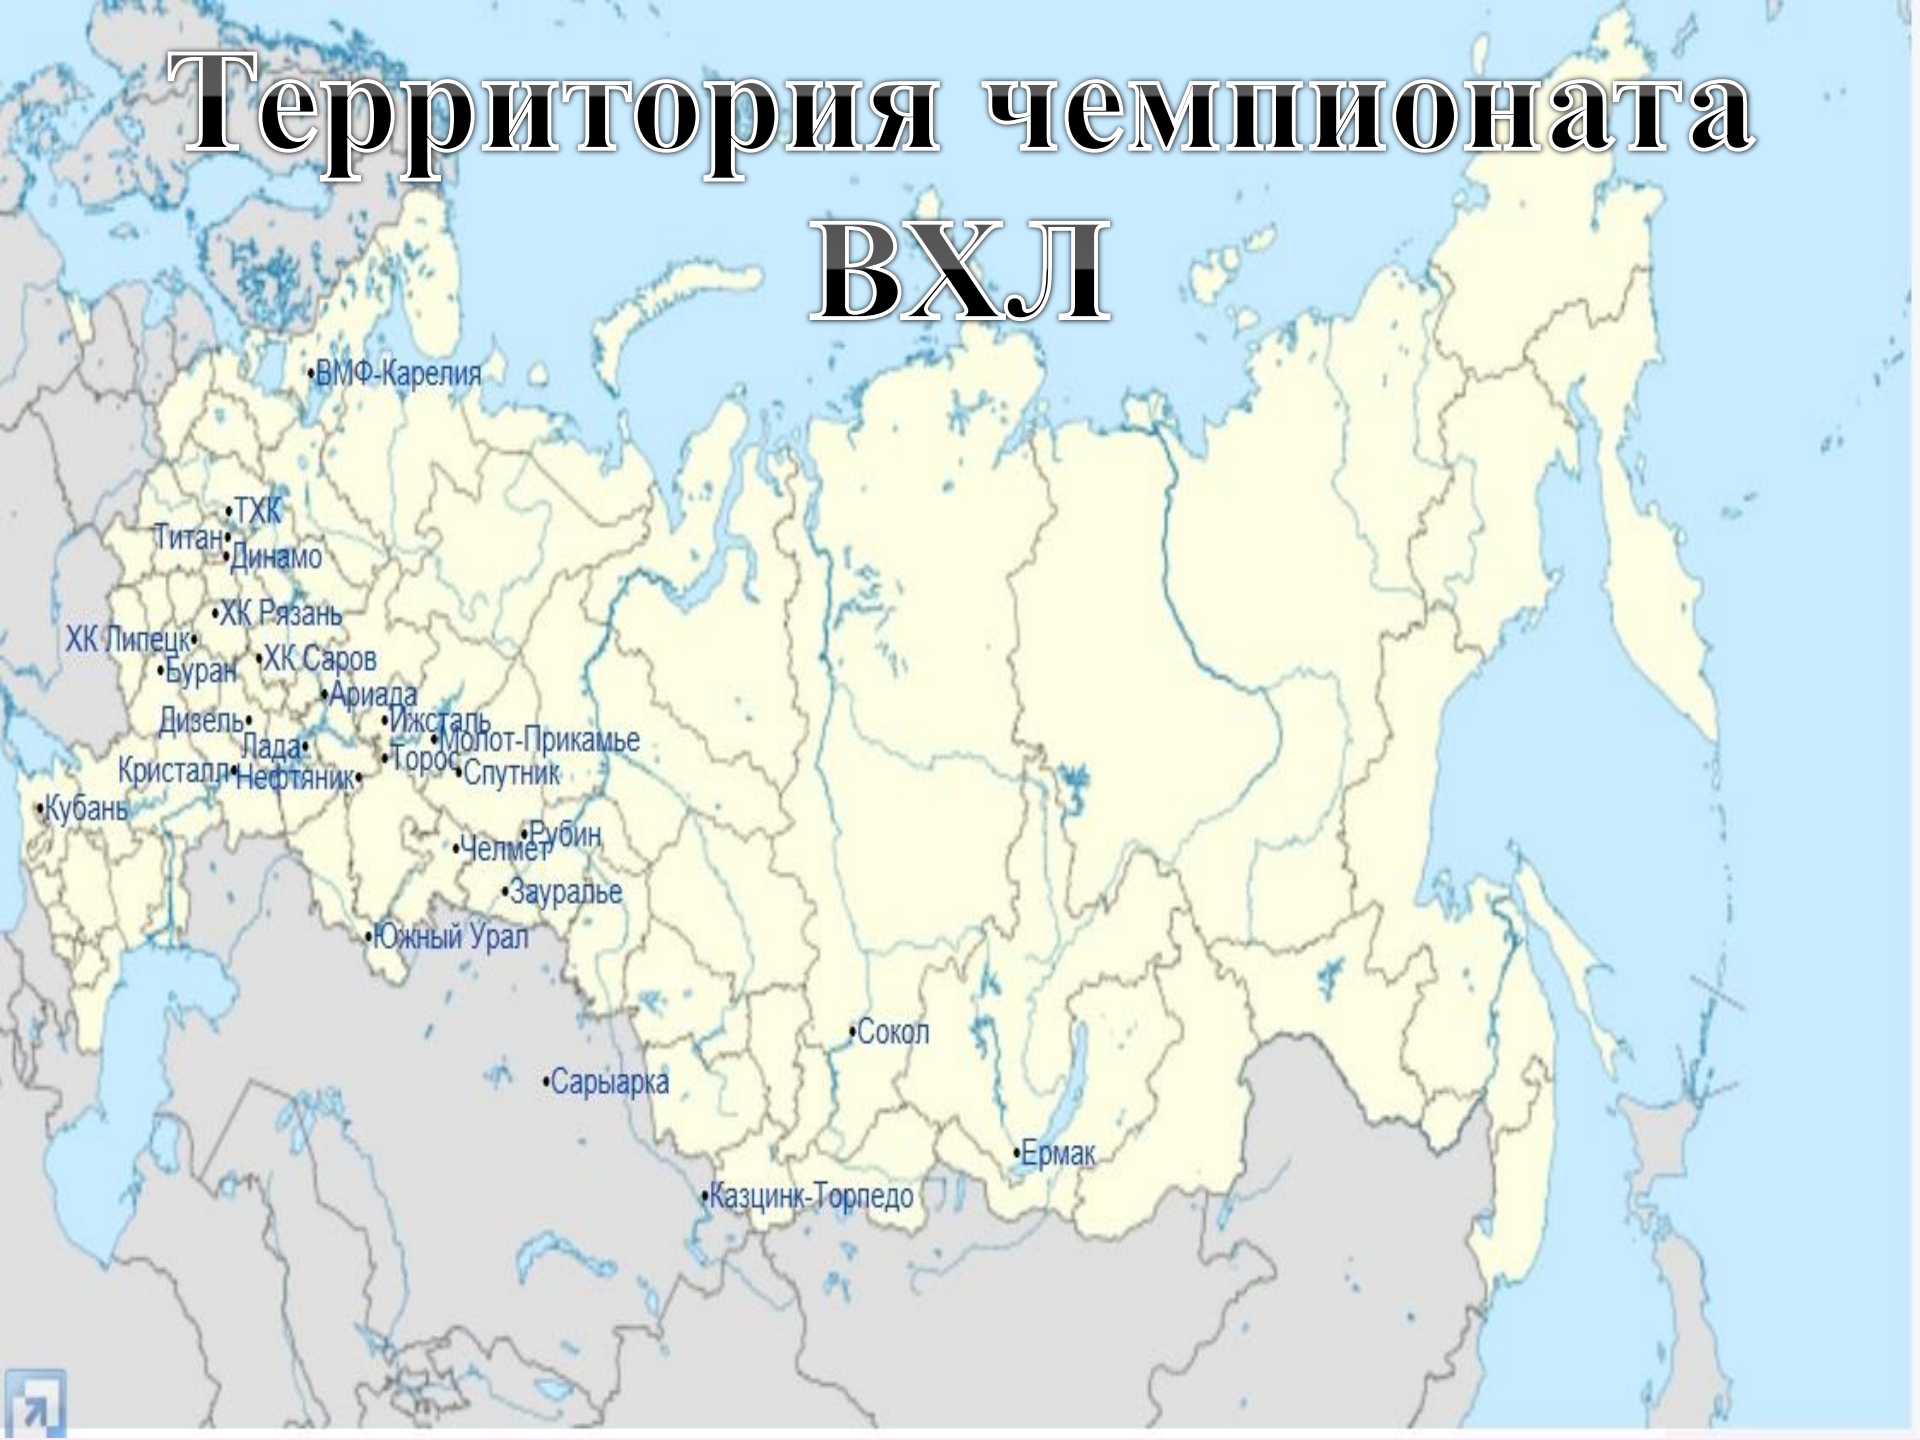 Территория чемпионата
ВХЛ
ВМФ-Карелия
ТХК
Титан
Динамо
ХК Рязань
ХК Липецк
ХК Саров
Буран
Ариада
Дизель
Ижсталь
Молот-Прикамье
Лада
Торос
Кристалл
Нефтяник
Спутник
Кубань
Рубин
Челмет
Зауралье
Южный Урал
Сокол
Сарыарка
Ермак
Казцинк-Торпедо